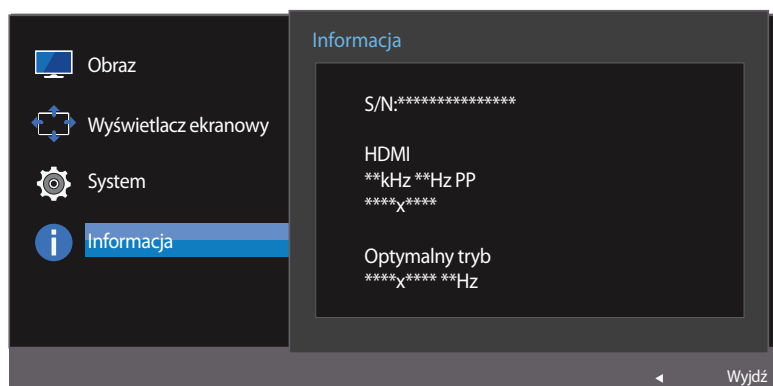 Obraz
Wyświetlacz ekranowy
System
Informacja
Informacja
S/N:***************
HDMI
**kHz **Hz PP
****x****
Optymalny tryb
****x**** **Hz
Wyjdź